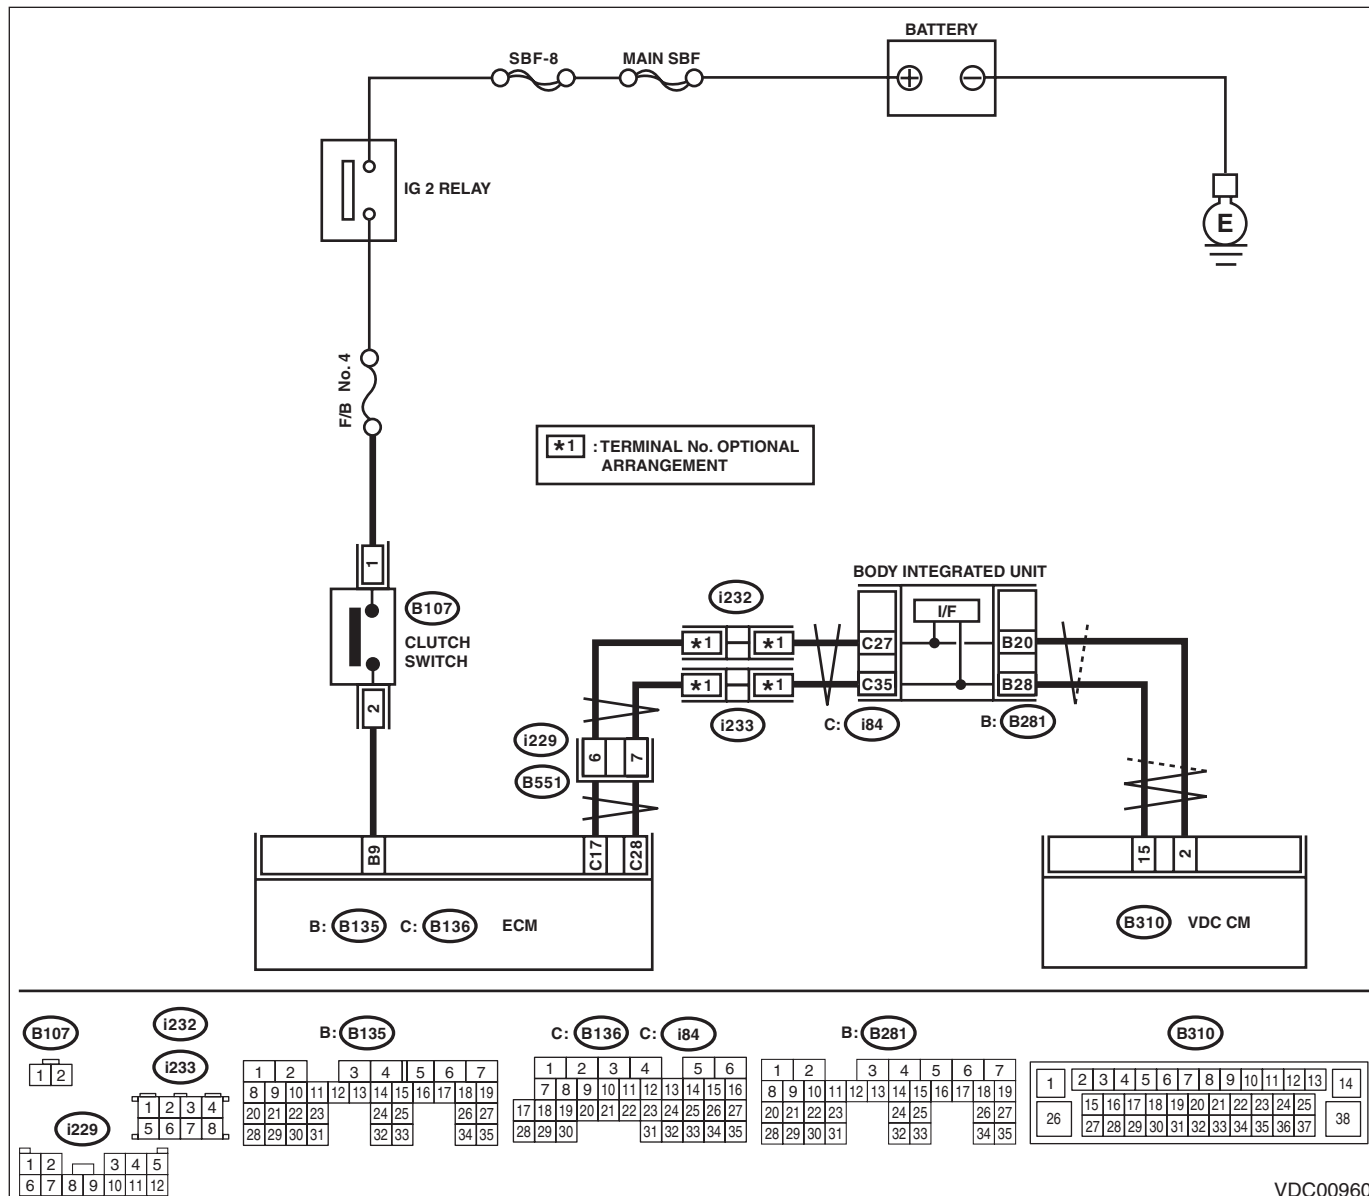 BATTERY
SBF-8
MAIN SBF
IG 2 RELAY
E
F/B No. 4
*1 : TERMINAL No. OPTIONAL
ARRANGEMENT
1
B107
CLUTCH
SWITCH
2
BODY INTEGRATED UNIT
i232
I/F
*1 *1 C27 B20
*1 *1 C35 B28
i233
C: i84
B: B281
i229
6 7
B551
B9
C17
C28
15
2
B: B135 C: B136 ECM
B310 VDC CM
B107
1 2
i232
i233
1 2 3 4
5 6 7 8
i229
1 2 3 4 5
6 7 8 9 10 11 12
B: B135
1 2 3 4 5 6 7
8 9 10 11 12 13 14 15 16 17 18 19
20 21 22 23 24 25 26 27
28 29 30 31 32 33 34 35
C: B136 C: i84
1 2 3 4 5 6
7 8 9 10 11 12 13 14 15 16
17 18 19 20 21 22 23 24 25 26 27
28 29 30 31 32 33 34 35
B: B281
1 2 3 4 5 6 7
8 9 10 11 12 13 14 15 16 17 18 19
20 21 22 23 24 25 26 27
28 29 30 31 32 33 34 35
B310
1 2 3 4 5 6 7 8 9 10 11 12 13 14
15 16 17 18 19 20 21 22 23 24 25
26 27 28 29 30 31 32 33 34 35 36 37 38
VDC00960